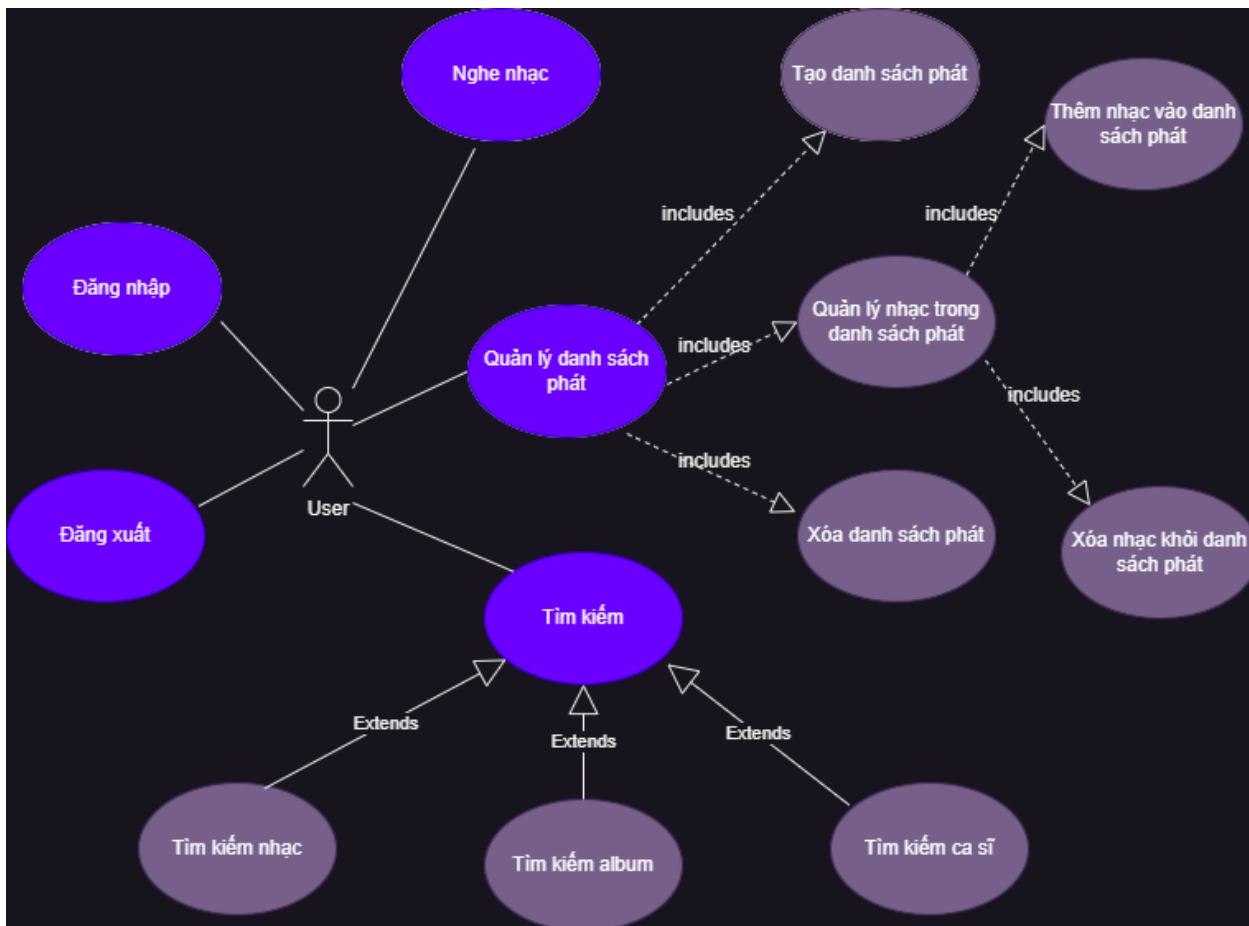 Nghe nhạc
Tạo danh sách phát
Thêm nhạc vào danh
sách phát
includes
includes
Đăng nhập
Quản lý nhạc trong
danh sách phát
includes
Quản lý danh sách
phát
includes
includes
User
Đăng xuất
Xóa danh sách phát
Xóa nhạc khỏi danh
sách phát
Tìm kiếm
Extends
Extends
Extends
Tìm kiếm nhạc
Tìm kiếm album
Tìm kiếm ca sĩ